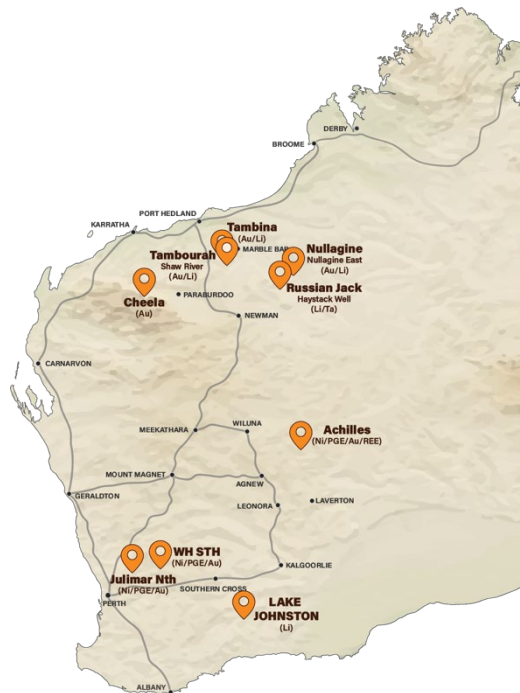 DERBY
BROOME
PORT HEDLAND
KARRATHA
Tambina
(Au/Li)
MARBLE BAR
Tambourah
Shaw River
(Au/Li)
Nullagine
Nullagine East
(Au/Li)
Russian Jack
Haystack Well
(Li/Ta)
Cheela
(Au)
PARABURDOO
NEWMAN
CARNARVON
MEEKATHARA
WILUNA
Achilles
(Ni/PGE/Au/REE)
MOUNT MAGNET
AGNEW
GERALDTON
LEONORA
LAVERTON
WH STH
(Ni/PGE/Au)
Julimar Nth
(Ni/PGE/Au)
KALGOORLIE
SOUTHERN CROSS
PERTH
LAKE
JOHNSTON
(Li)
ALBANY